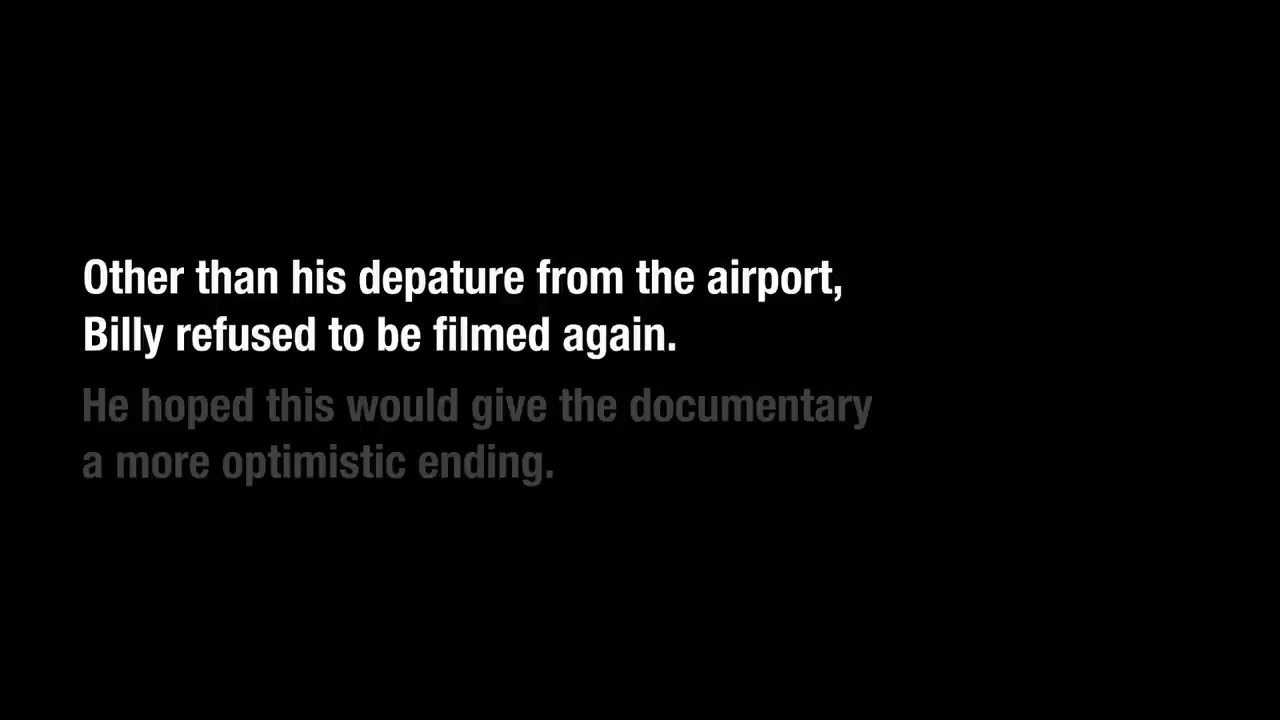 Other than his depature from the airport,
Billy refused to be filmed again.
He hoped this would give the documentary
a more optimistic ending.